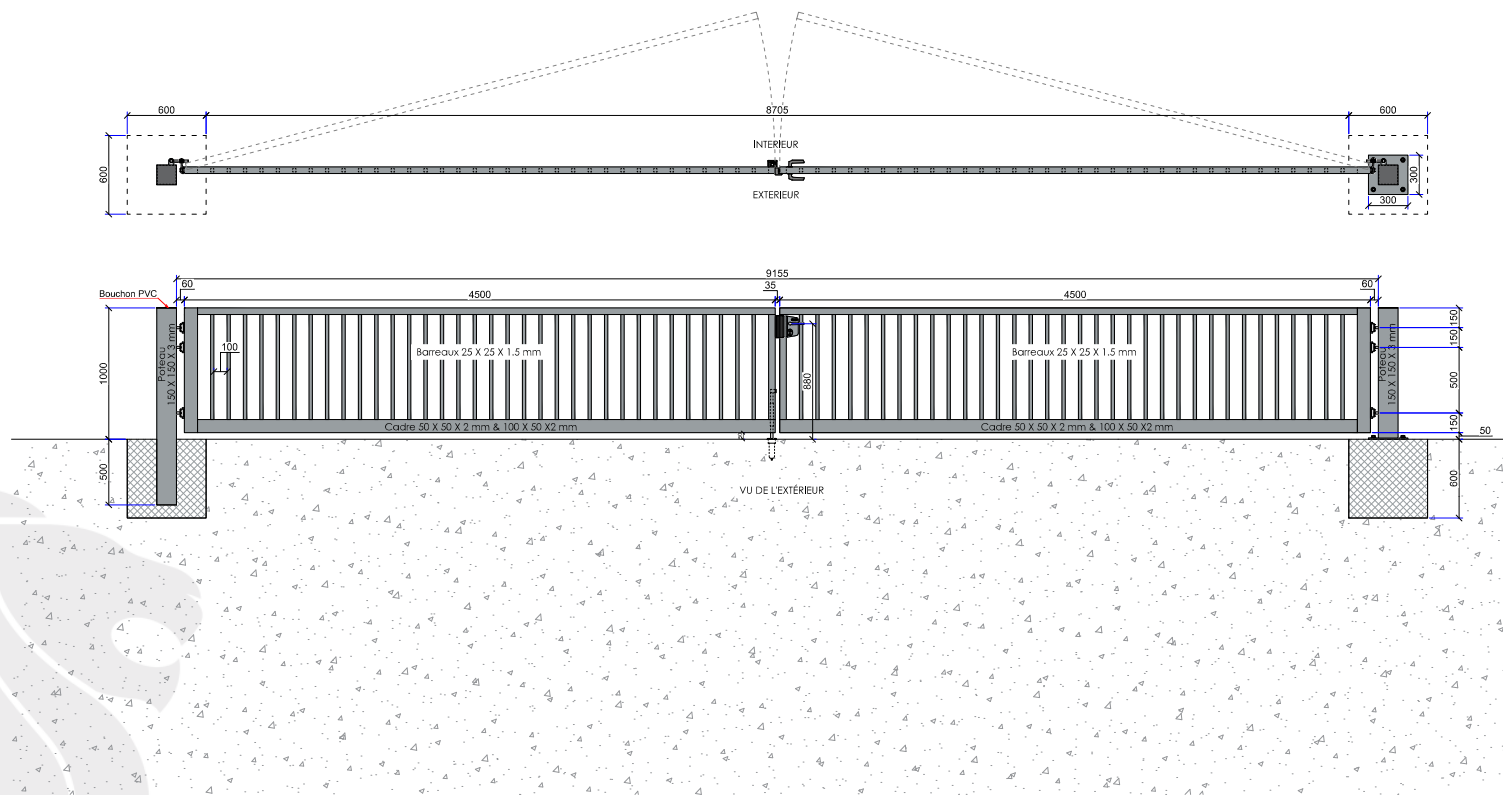 600
8705
600
INTERIEUR
600
300
EXTERIEUR
300
9155
60
4500
35
4500
60
Bouchon PVC
150
150
Poteau
150 X 150 X 3 mm
100
Barreaux 25 X 25 X 1.5 mm
Barreaux 25 X 25 X 1.5 mm
Poteau
150 X 150 X 3 mm
1000
880
500
150
Cadre 50 X 50 X 2 mm & 100 X 50 X2 mm
Cadre 50 X 50 X 2 mm & 100 X 50 X2 mm
50
500
600
VU DE L'EXTÉRIEUR